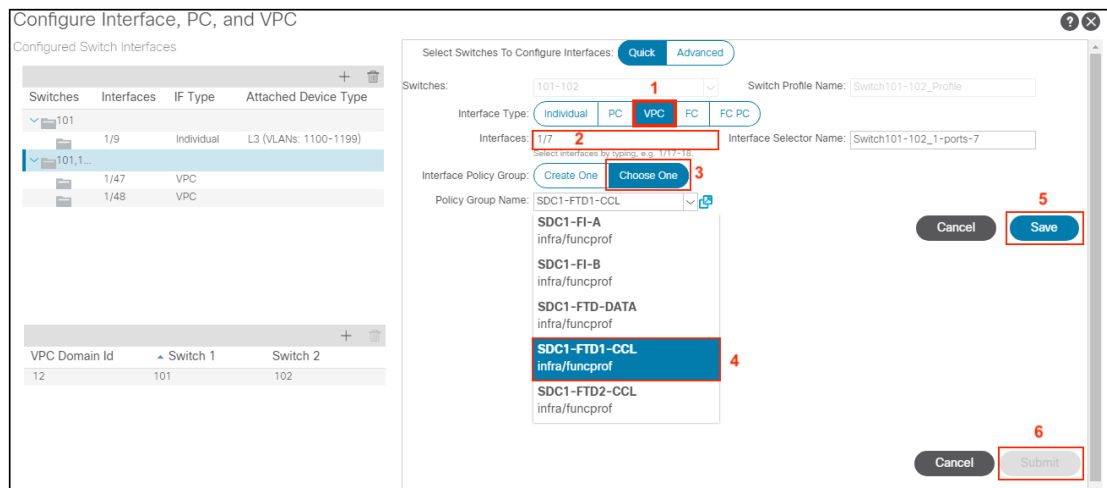 Configure Interface, PC, and VPC
Configured Switch Interfaces
Switches Interfaces IF Type Attached Device Type
101
1/9 Individual L3 (VLANs: 1100-1199)
101,1...
1/47 VPC
1/48 VPC
VPC Domain Id Switch 1 Switch 2
12 101 102
Select Switches To Configure Interfaces: Quick Advanced
Switches: 101-102 Switch Profile Name: Switch101-102_Profile
1
Interface Type: Individual PC VPC FC FC PC
Interfaces: 1/7 2 Interface Selector Name: Switch101-102_1-ports-7
Select interfaces by typing, e.g. 1/17-18.
Interface Policy Group: Create One Choose One 3
Policy Group Name: SDC1-FTD1-CCL
SDC1-FI-A
infra/funcprof
SDC1-FI-B
infra/funcprof
SDC1-FTD-DATA
infra/funcprof
SDC1-FTD1-CCL
infra/funcprof
4
SDC1-FTD2-CCL
infra/funcprof
5
Cancel Save
6
Cancel Submit